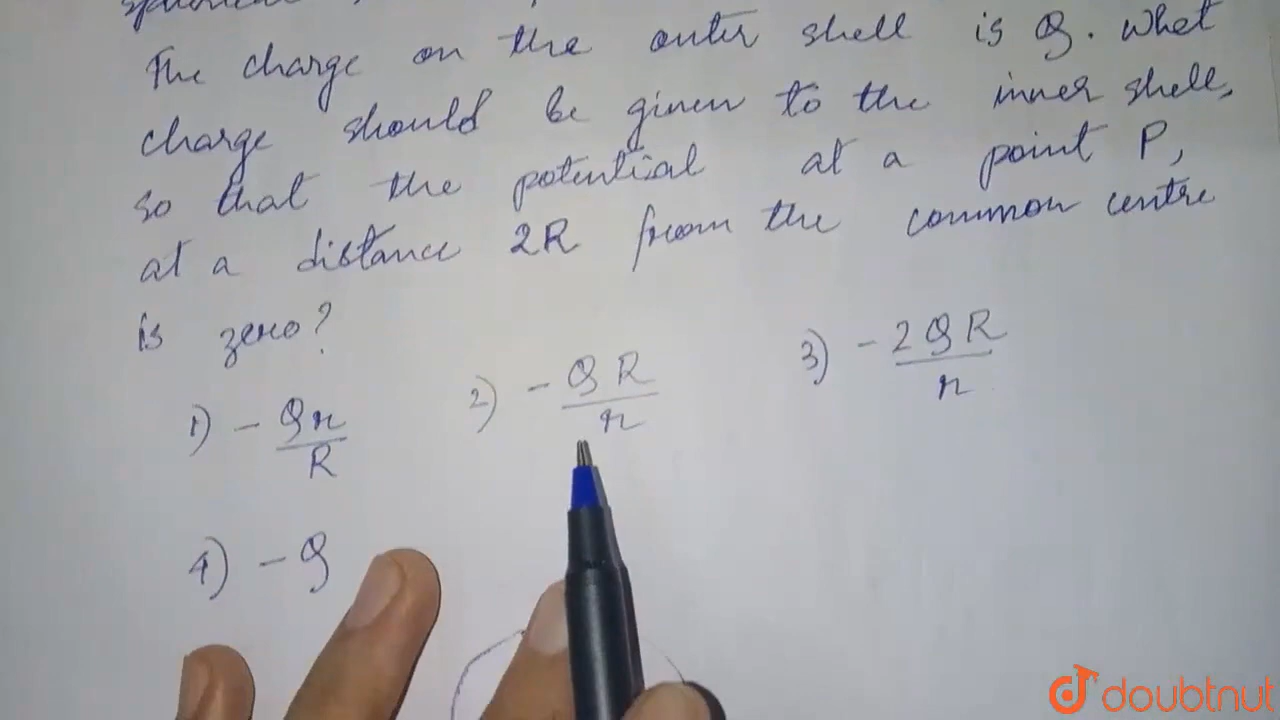 The charge on the outer shell is Q. What
charge should be given to the inner shell,
so that the potential at a point P,
at a distance 2R from the common centre
is zero?
1) - Qr/R 2) - QR/r 3) - 2QR/r
4) - Q
doubtnut